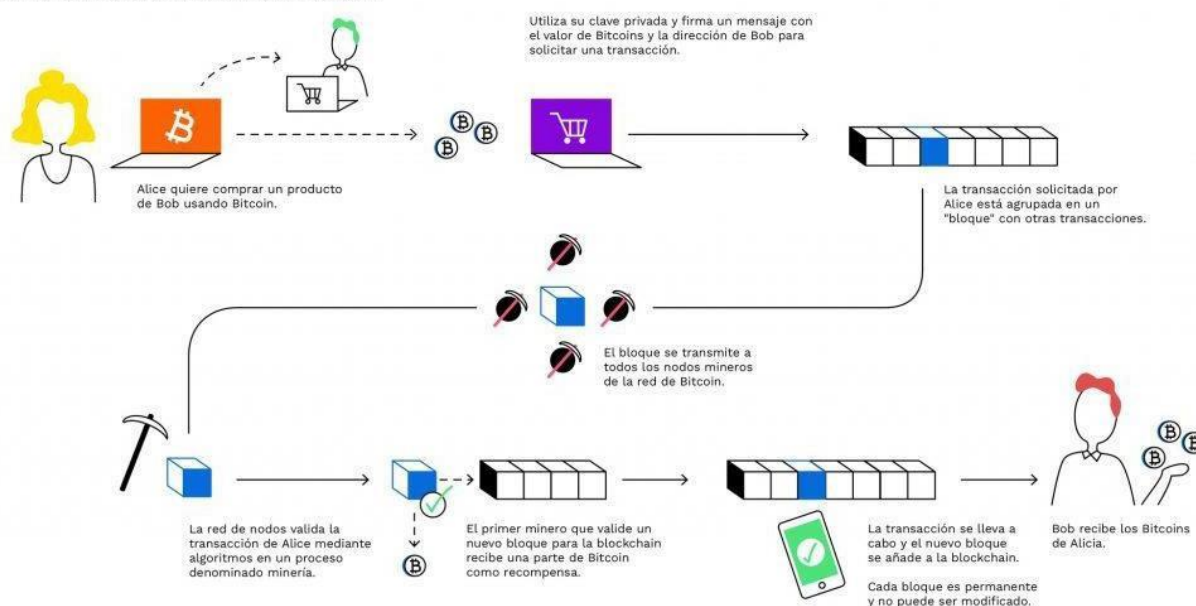 Utiliza su clave privada y firma un mensaje con
el valor de Bitcoins y la dirección de Bob para
solicitar una transacción.
Alice quiere comprar un producto
de Bob usando Bitcoin.
La transacción solicitada por
Alice está agrupada en un
"bloque" con otras transacciones.
El bloque se transmite a
todos los nodos mineros
de la red de Bitcoin.
La red de nodos valida la
transacción de Alice mediante
algoritmos en un proceso
denominado minería.
El primer minero que valide un
nuevo bloque para la blockchain
recibe una parte de Bitcoin
como recompensa.
La transacción se lleva a
cabo y el nuevo bloque
se añade a la blockchain.
Cada bloque es permanente
y no puede ser modificado.
Bob recibe los Bitcoins
de Alicia.